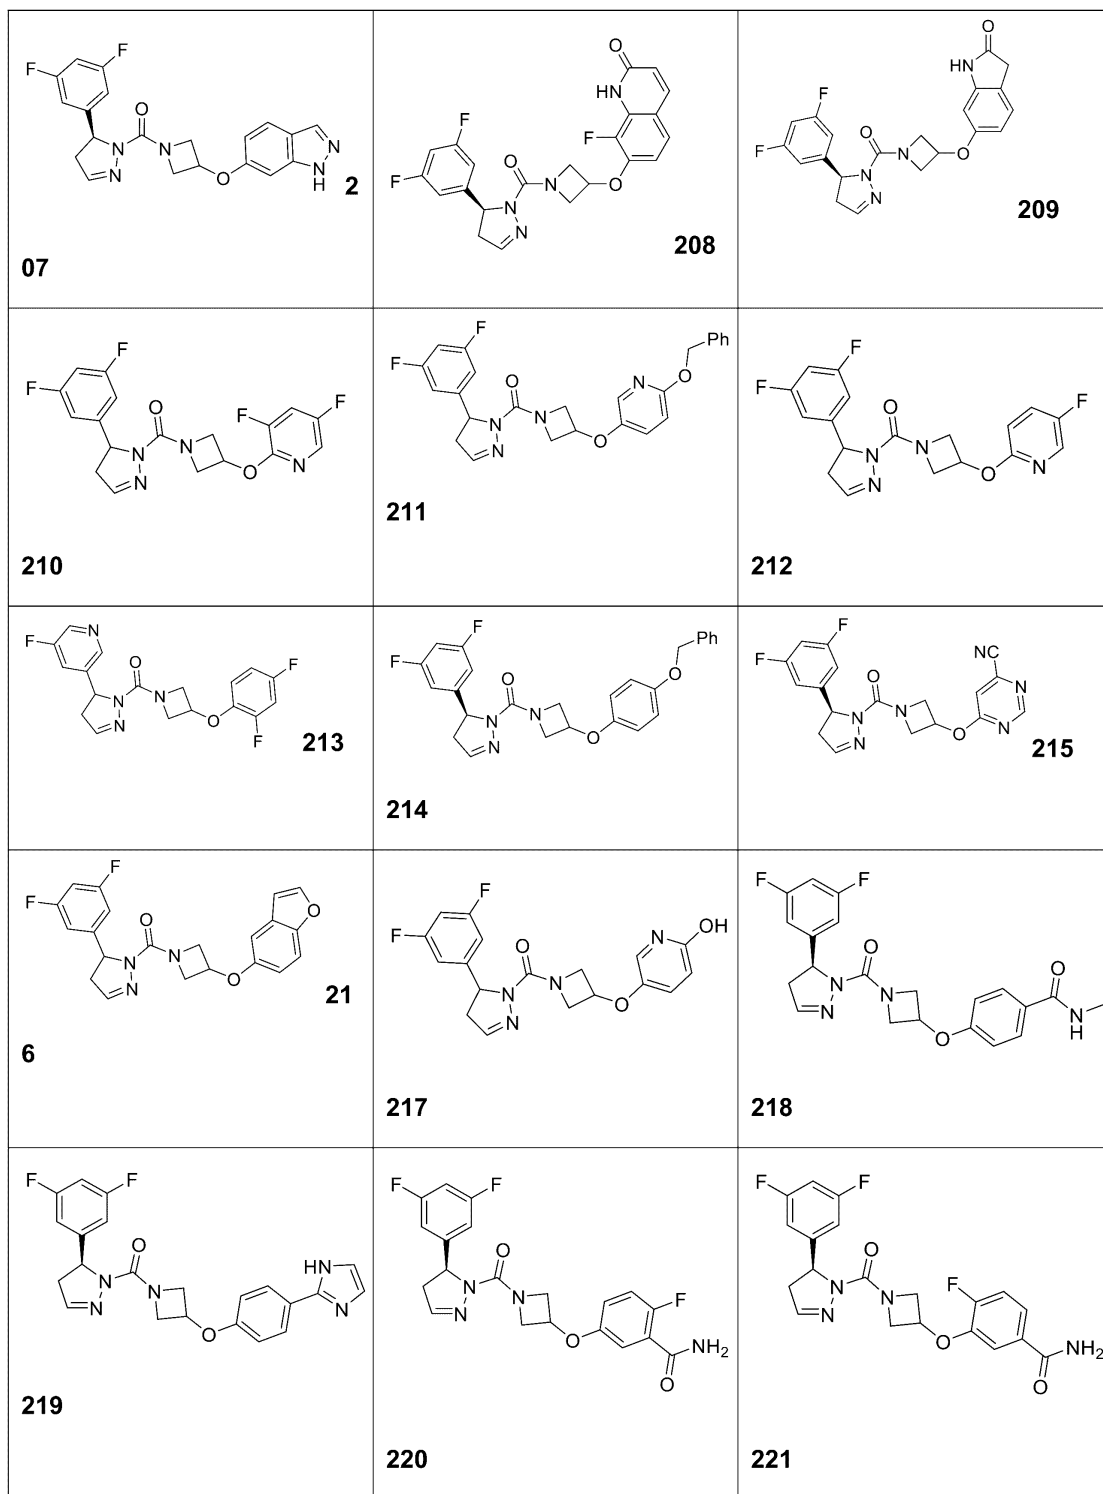 F F O N N N O N N H 2
07
F F O N N N O F HN O 208
F F O N N N O HN O 209
F F O N N N O F F N
210
F F O N N N O N O Ph
211
F F O N N N O N F
212
F N O N N N O F F 213
F F O N N N O O Ph
214
F F O N N N O NC N N 215
F F O N N N O O 21
6
F F O N N N O N OH
217
F F O N N N O O N H
218
F F O N N N O HN N
219
F F O N N N O F NH₂ O
220
F F O N N N O F NH₂ O
221